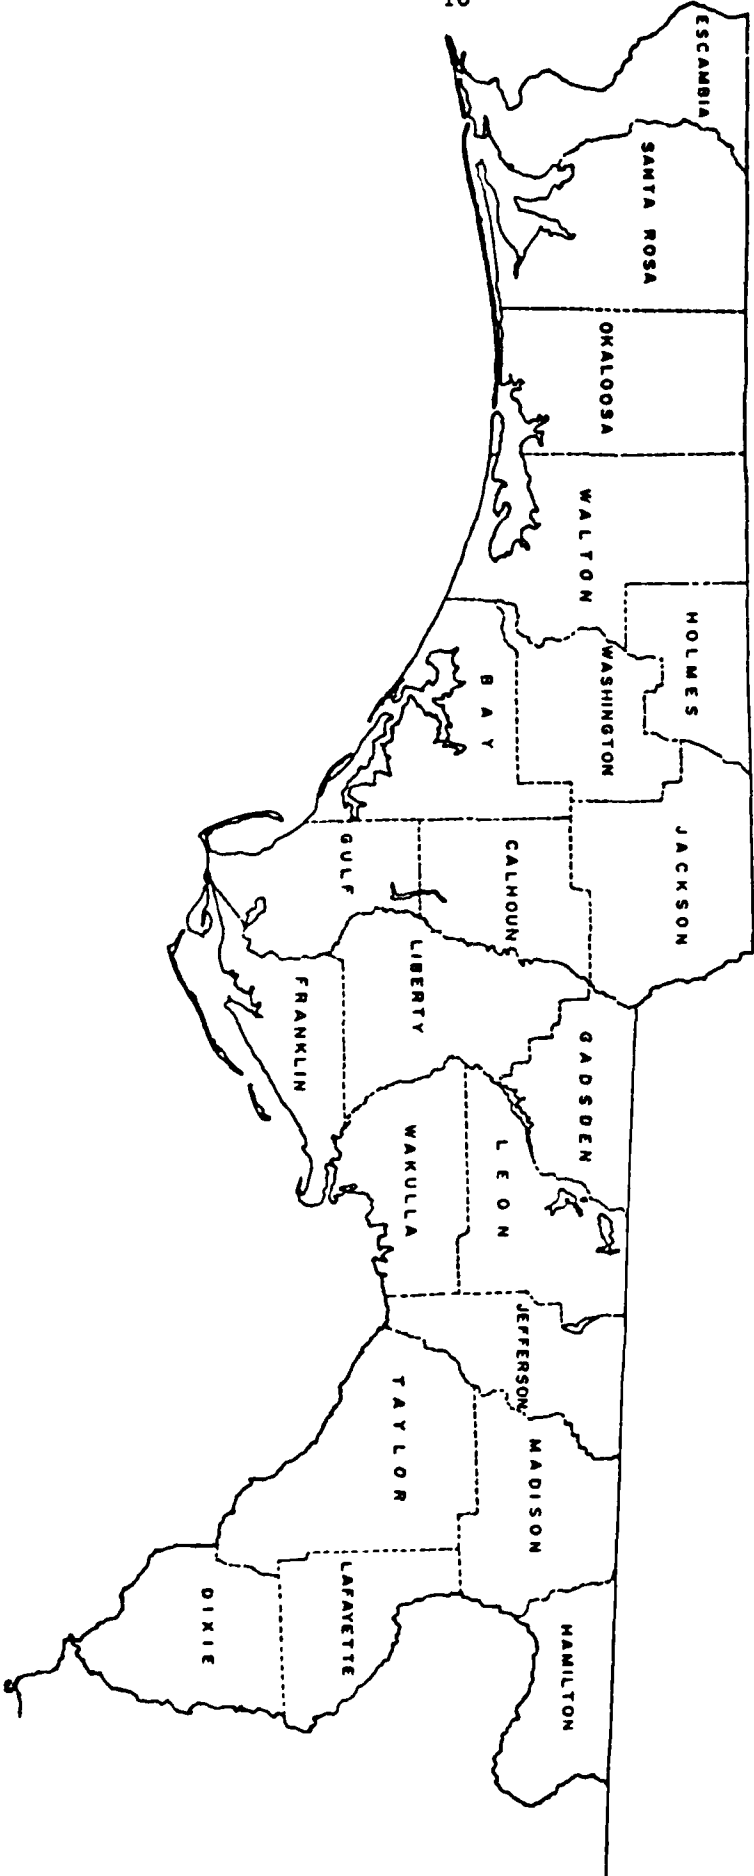 10
ESCAMBIA
SANTA ROSA
OKALOOSA
WALTON
HOLMES
WASHINGTON
BAY
JACKSON
CALHOUN
GULF
LIBERTY
FRANKLIN
GADSDEN
LEON
WAKULLA
JEFFERSON
MADISON
TAYLOR
HAMILTON
LAFAYETTE
DIXIE